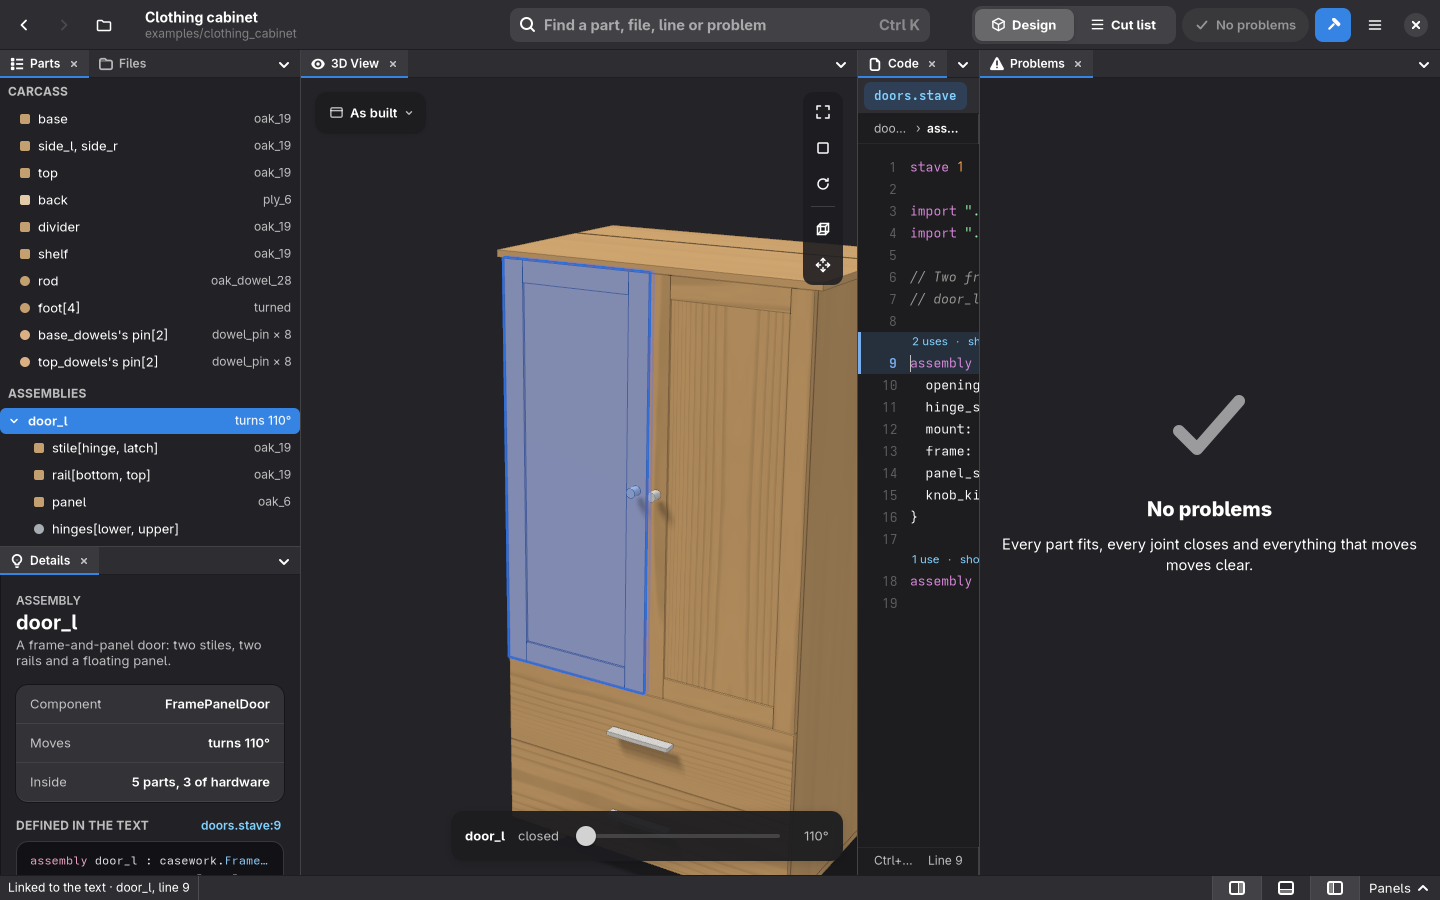 Clothing cabinet
examples/clothing_cabinet
Find a part, file, line or problem
Ctrl K
Design
Cut list
No problems
Parts
Files
3D View
Code
Problems
CARCASS
base oak_19
side_l, side_r oak_19
top oak_19
back ply_6
divider oak_19
shelf oak_19
rod oak_dowel_28
foot[4] turned
base_dowels's pin[2] dowel_pin × 8
top_dowels's pin[2] dowel_pin × 8
ASSEMBLIES
door_l turns 110°
stile[hinge, latch] oak_19
rail[bottom, top] oak_19
panel oak_6
hinges[lower, upper]
Details
ASSEMBLY
door_l
A frame-and-panel door: two stiles, two
rails and a floating panel.
Component FramePanelDoor
Moves turns 110°
Inside 5 parts, 3 of hardware
DEFINED IN THE TEXT doors.stave:9
assembly door_l : casework.Frame…
As built
door_l closed 110°
doors.stave
doo... › ass...
1 stave 1
2
3 import ".
4 import ".
5
6 // Two fr
7 // door_l
8
2 uses · sh
9 assembly
10 opening
11 hinge_s
12 mount:
13 frame:
14 panel_s
15 knob_ki
16 }
17
1 use · sho
18 assembly
19
Ctrl+... Line 9
No problems
Every part fits, every joint closes and everything that moves
moves clear.
Linked to the text · door_l, line 9
Panels